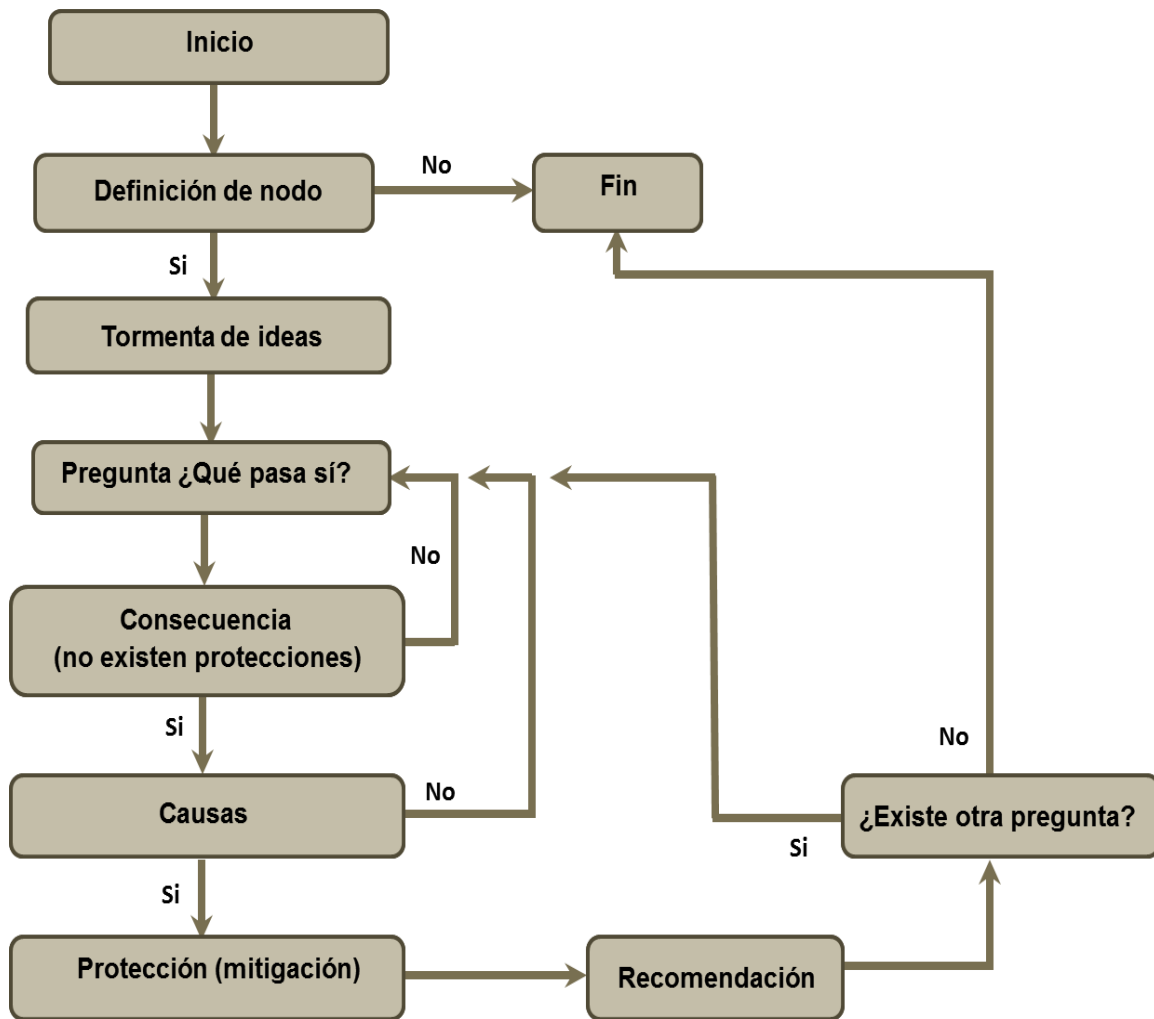 Inicio
Definición de nodo
No
Fin
Si
Tormenta de ideas
Pregunta ¿Qué pasa sí?
No
Consecuencia
(no existen protecciones)
Si
No
Causas
No
¿Existe otra pregunta?
Si
Si
Protección (mitigación)
Recomendación